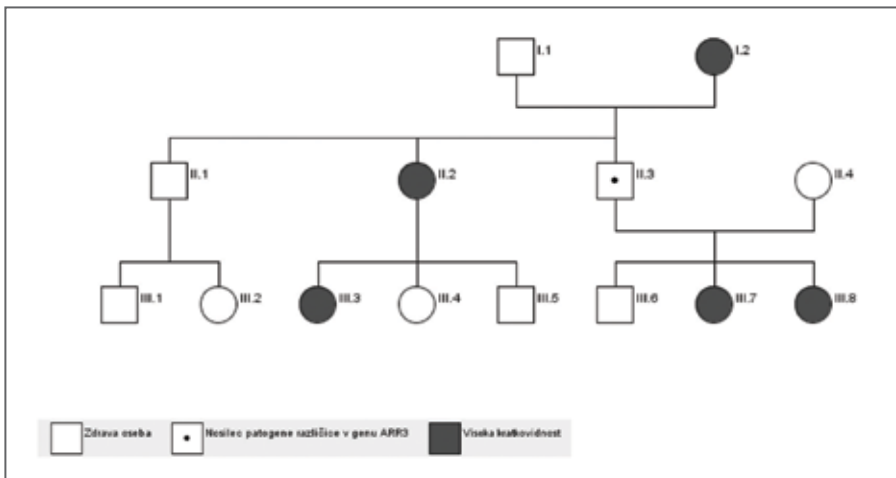 I.1 I.2
II.1 II.2 II.3 II.4
III.1 III.2 III.3 III.4 III.5 III.6 III.7 III.8
Zdrava oseba Nosilec patogene različice v genu ARR3 Visoka kratkovidnost